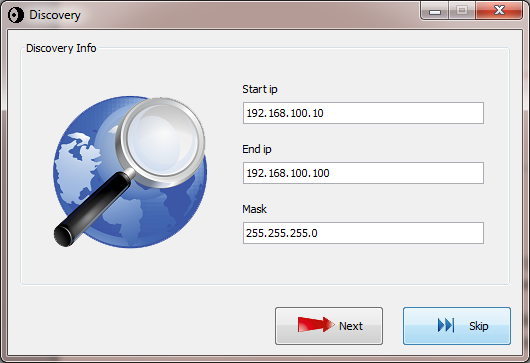 Discovery
Discovery Info
Start ip
192.168.100.10
End ip
192.168.100.100
Mask
255.255.255.0
Next
Skip